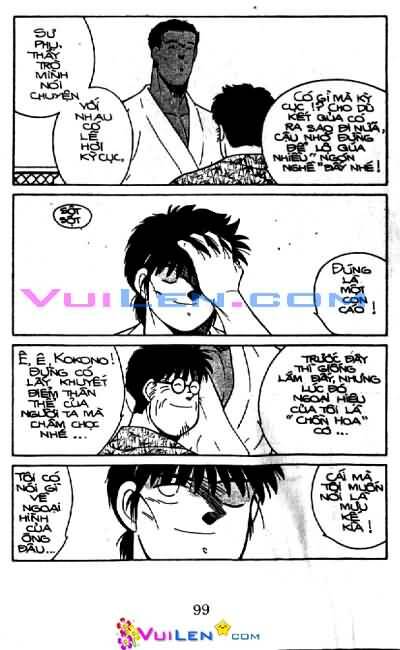 SƯ
PHỤ,
THẦY
TRÒ
MÌNH
NÓI
CHUYỆN
VỚI
NHAU
CÓ
LẼ
HƠI
KỲ CỤC.
CÓ GÌ MÀ KỲ
CỤC !? CHO DÙ
KẾT QỦA CÓ
RA SAO ĐI NỮA,
CẬU NHỚ ĐỪNG
ĐỂ LỘ QÚA
NHIỀU "NGÓN
NGHỀ" ĐẤY NHÉ !
SỘT
SỘT
ĐÚNG
LÀ
MỘT
CON
CÁO !
VuiLen.com
Ê, Ê, KOKONO !
ĐỪNG CÓ
LẤY KHUYẾT
ĐIỂM THÂN
THỂ CỦA
NGƯỜI TA MÀ
CHÂM CHỌC
NHÉ ...
TRƯỚC ĐÂY
THÌ GIỐNG
LẮM ĐẤY, NHƯNG
LÚC ĐÓ
NGOẠI HIỆU
CỦA TÔI LÀ
"CHỒN HOA"
CƠ ...
TÔI CÓ
NÓI GÌ
VỀ
NGOẠI
HÌNH
CỦA
ÔNG
ĐÂU...
CÁI MÀ
TÔI MUỐN
NÓI LÀ
MƯU
KẾ
KÌA !
99
VuiLen.com